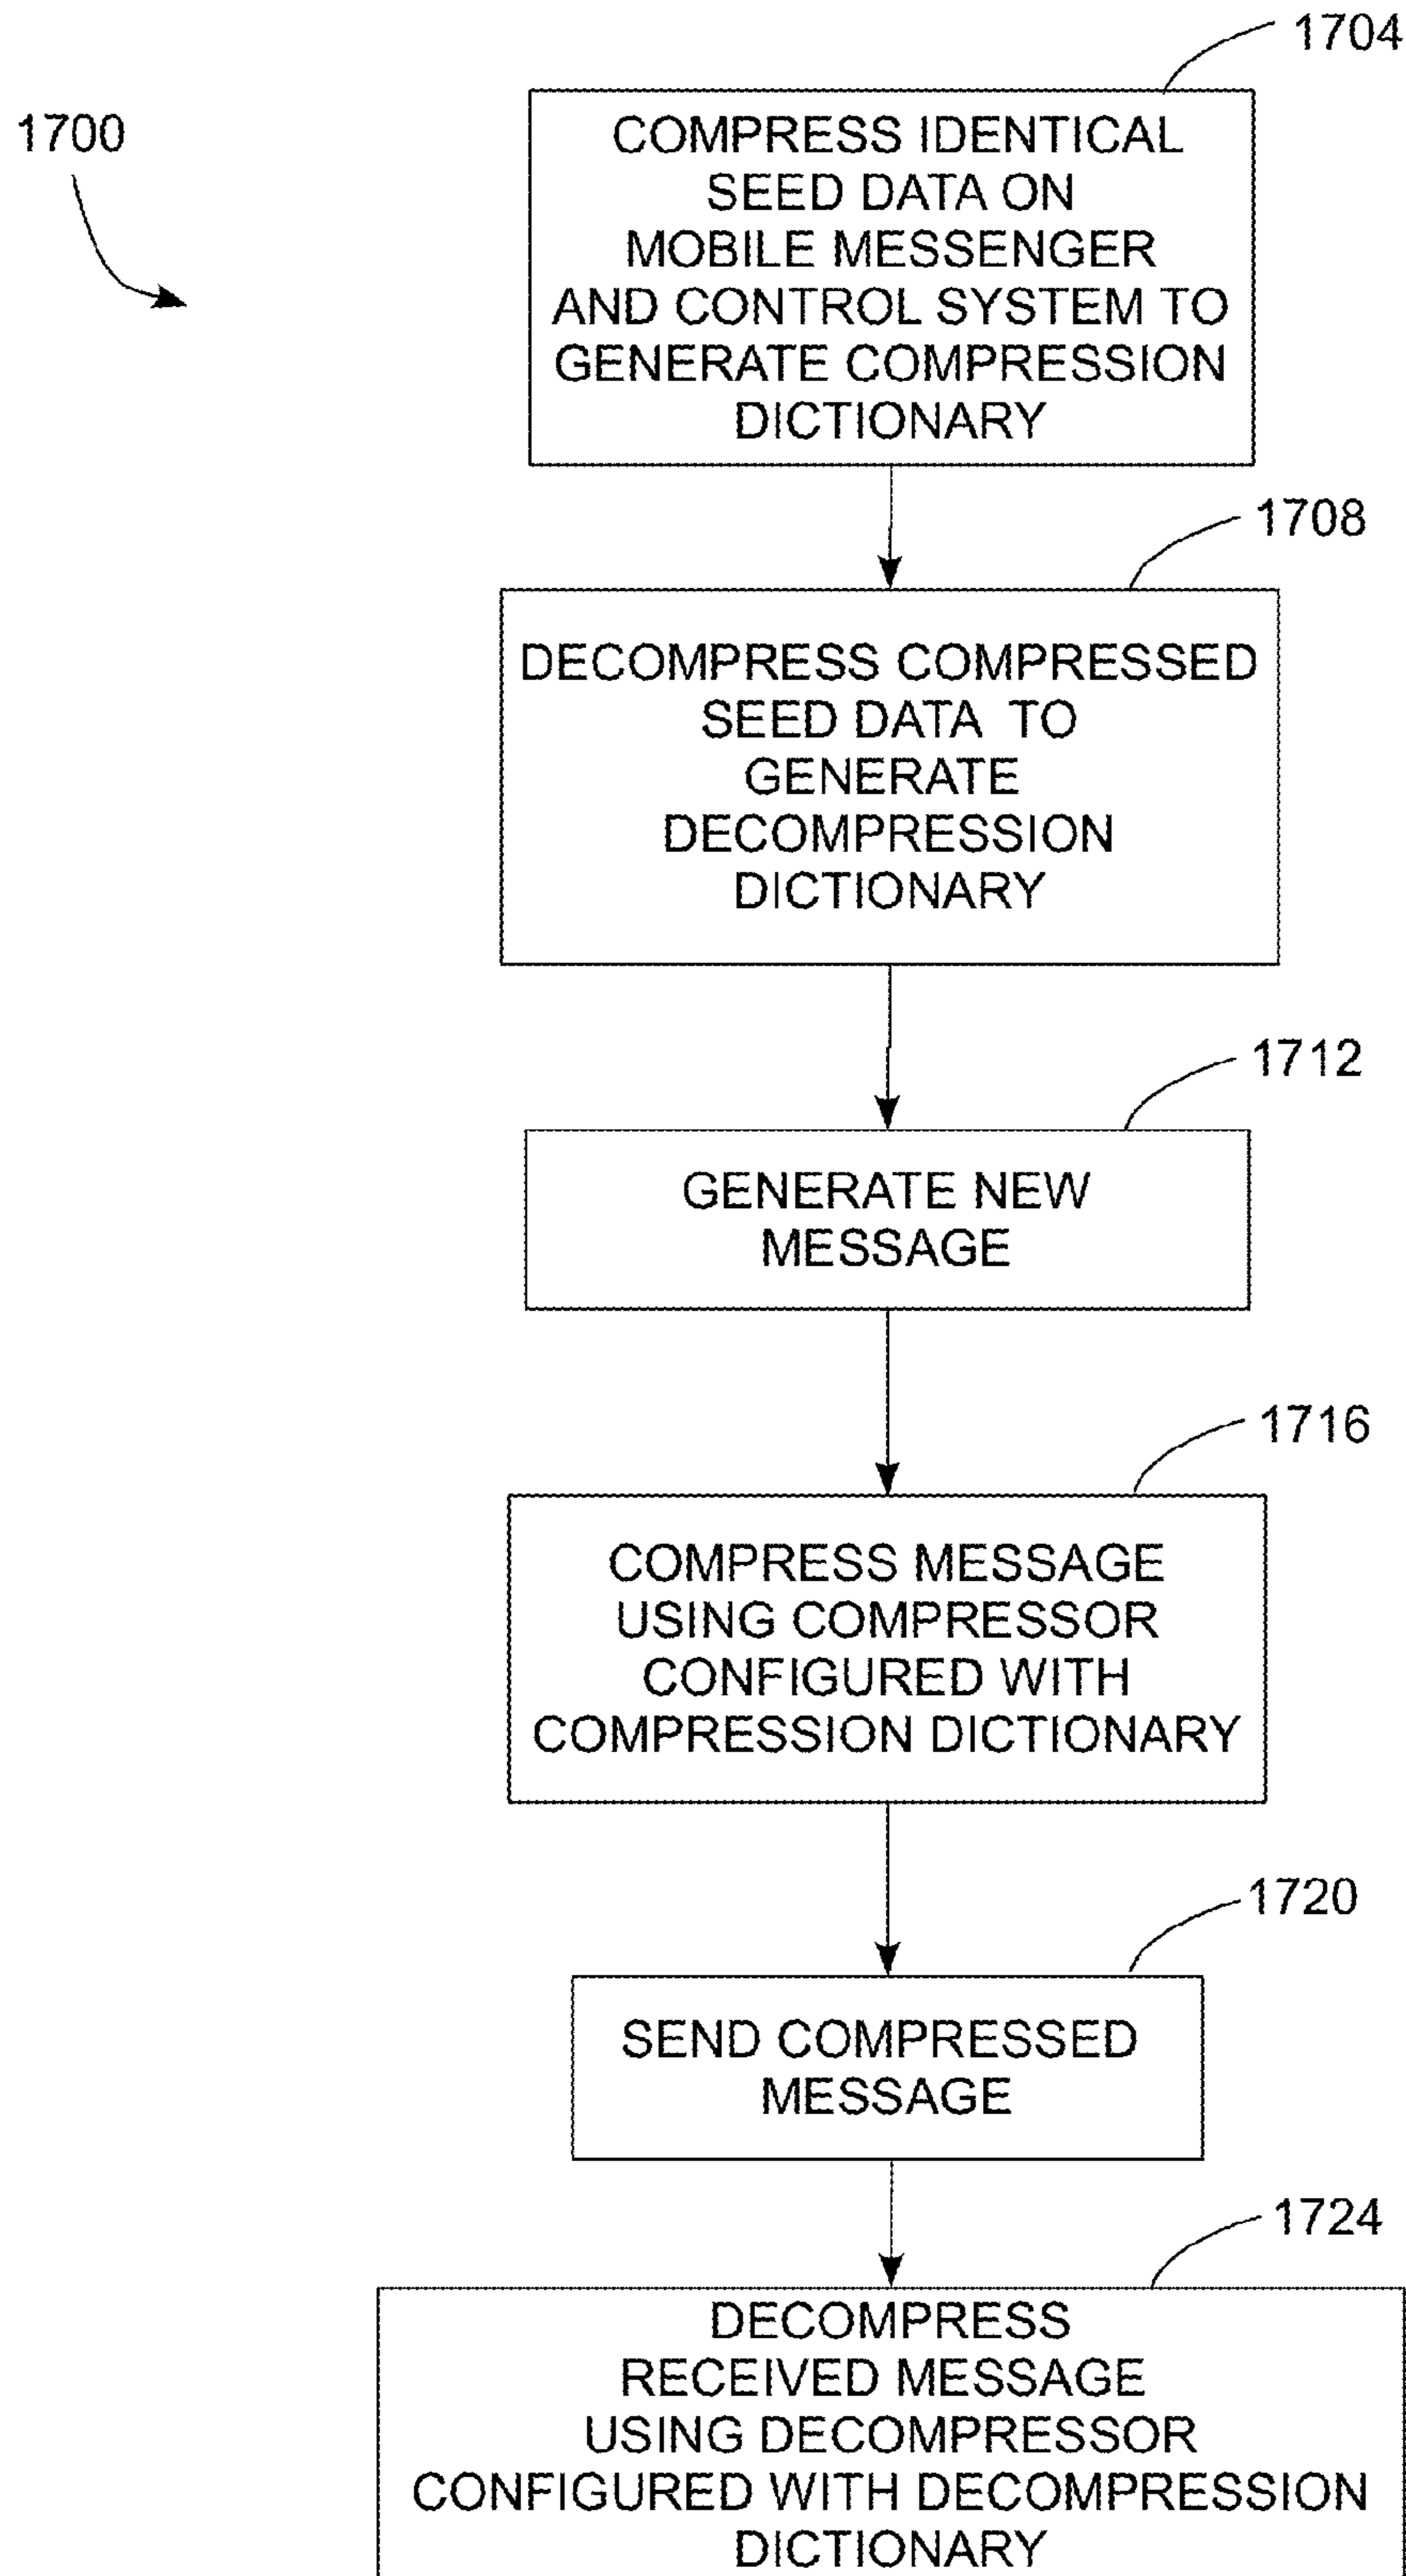 1700
1704
COMPRESS IDENTICAL
SEED DATA ON
MOBILE MESSENGER
AND CONTROL SYSTEM TO
GENERATE COMPRESSION
DICTIONARY
1708
DECOMPRESS COMPRESSED
SEED DATA TO
GENERATE
DECOMPRESSION
DICTIONARY
1712
GENERATE NEW
MESSAGE
1716
COMPRESS MESSAGE
USING COMPRESSOR
CONFIGURED WITH
COMPRESSION DICTIONARY
1720
SEND COMPRESSED
MESSAGE
1724
DECOMPRESS
RECEIVED MESSAGE
USING DECOMPRESSOR
CONFIGURED WITH DECOMPRESSION
DICTIONARY